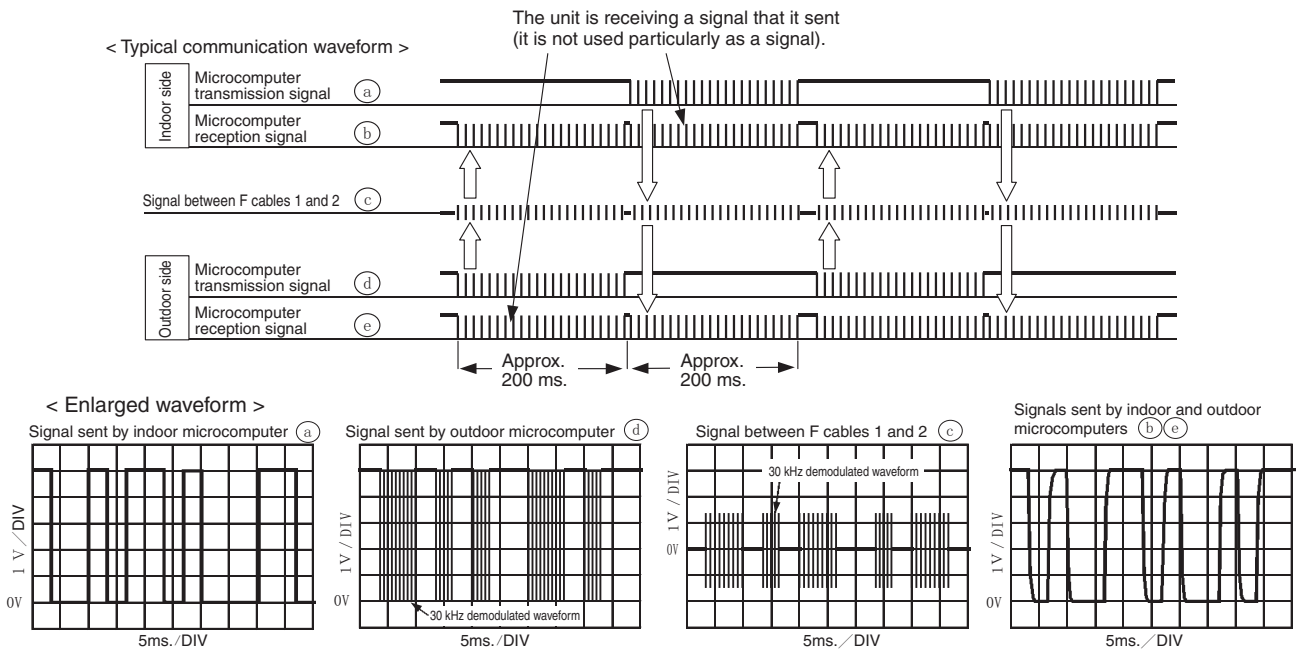 The unit is receiving a signal that it sent
(it is not used particularly as a signal).
< Typical communication waveform >
Indoor side
Microcomputer
transmission signal
a
Microcomputer
reception signal
b
Signal between F cables 1 and 2
c
Outdoor side
Microcomputer
transmission signal
d
Microcomputer
reception signal
e
Approx.
200 ms.
Approx.
200 ms.
< Enlarged waveform >
Signal sent by indoor microcomputer a
1 V/DIV
0V
5ms./DIV
Signal sent by outdoor microcomputer d
1V/DIV
30 kHz demodulated waveform
5ms./DIV
Signal between F cables 1 and 2 c
1V/DIV
0V
30 kHz demodulated waveform
5ms./DIV
Signals sent by indoor and outdoor
microcomputers b e
1V/DIV
0V
5ms./DIV